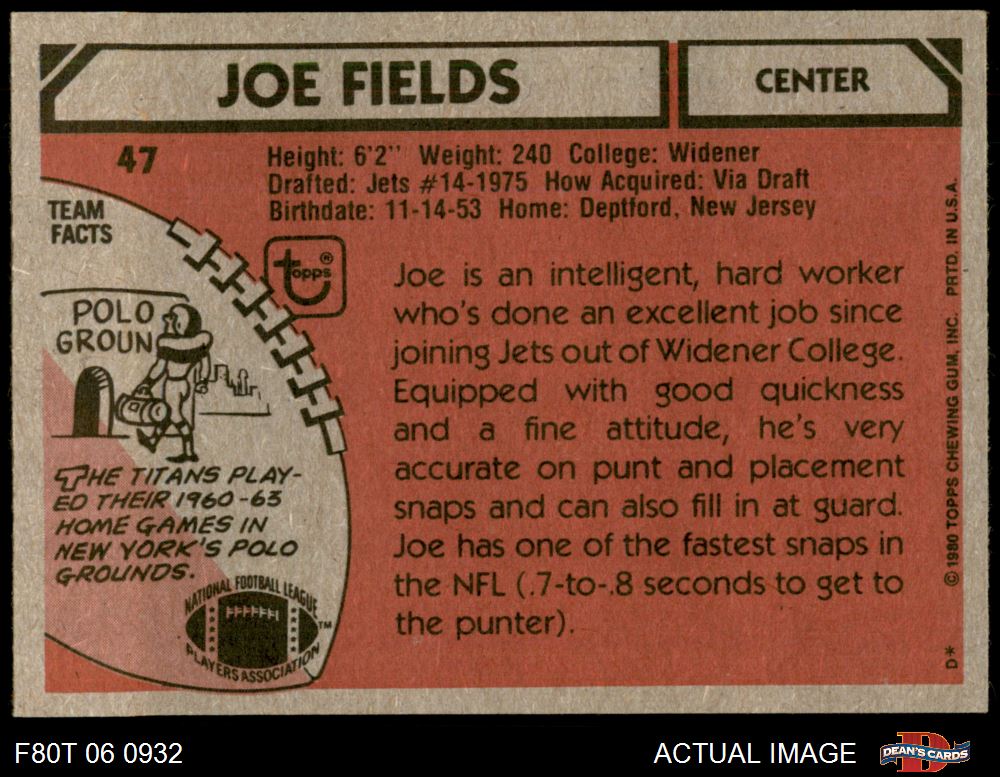 JOE FIELDS
CENTER
47
Height: 6'2" Weight: 240 College: Widener
Drafted: Jets #14-1975 How Acquired: Via Draft
Birthdate: 11-14-53 Home: Deptford, New Jersey
TEAM
FACTS
topps®
POLO
GROUN
THE TITANS PLAY-
ED THEIR 1960-63
HOME GAMES IN
NEW YORK'S POLO
GROUNDS.
NATIONAL FOOTBALL LEAGUE
TM
PLAYERS ASSOCIATION
Joe is an intelligent, hard worker
who's done an excellent job since
joining Jets out of Widener College.
Equipped with good quickness
and a fine attitude, he's very
accurate on punt and placement
snaps and can also fill in at guard.
Joe has one of the fastest snaps in
the NFL (.7-to-.8 seconds to get to
the punter).
D* © 1980 TOPPS CHEWING GUM, INC. PRTD. IN U.S.A.
F80T 06 0932
ACTUAL IMAGE
DEAN'S CARDS